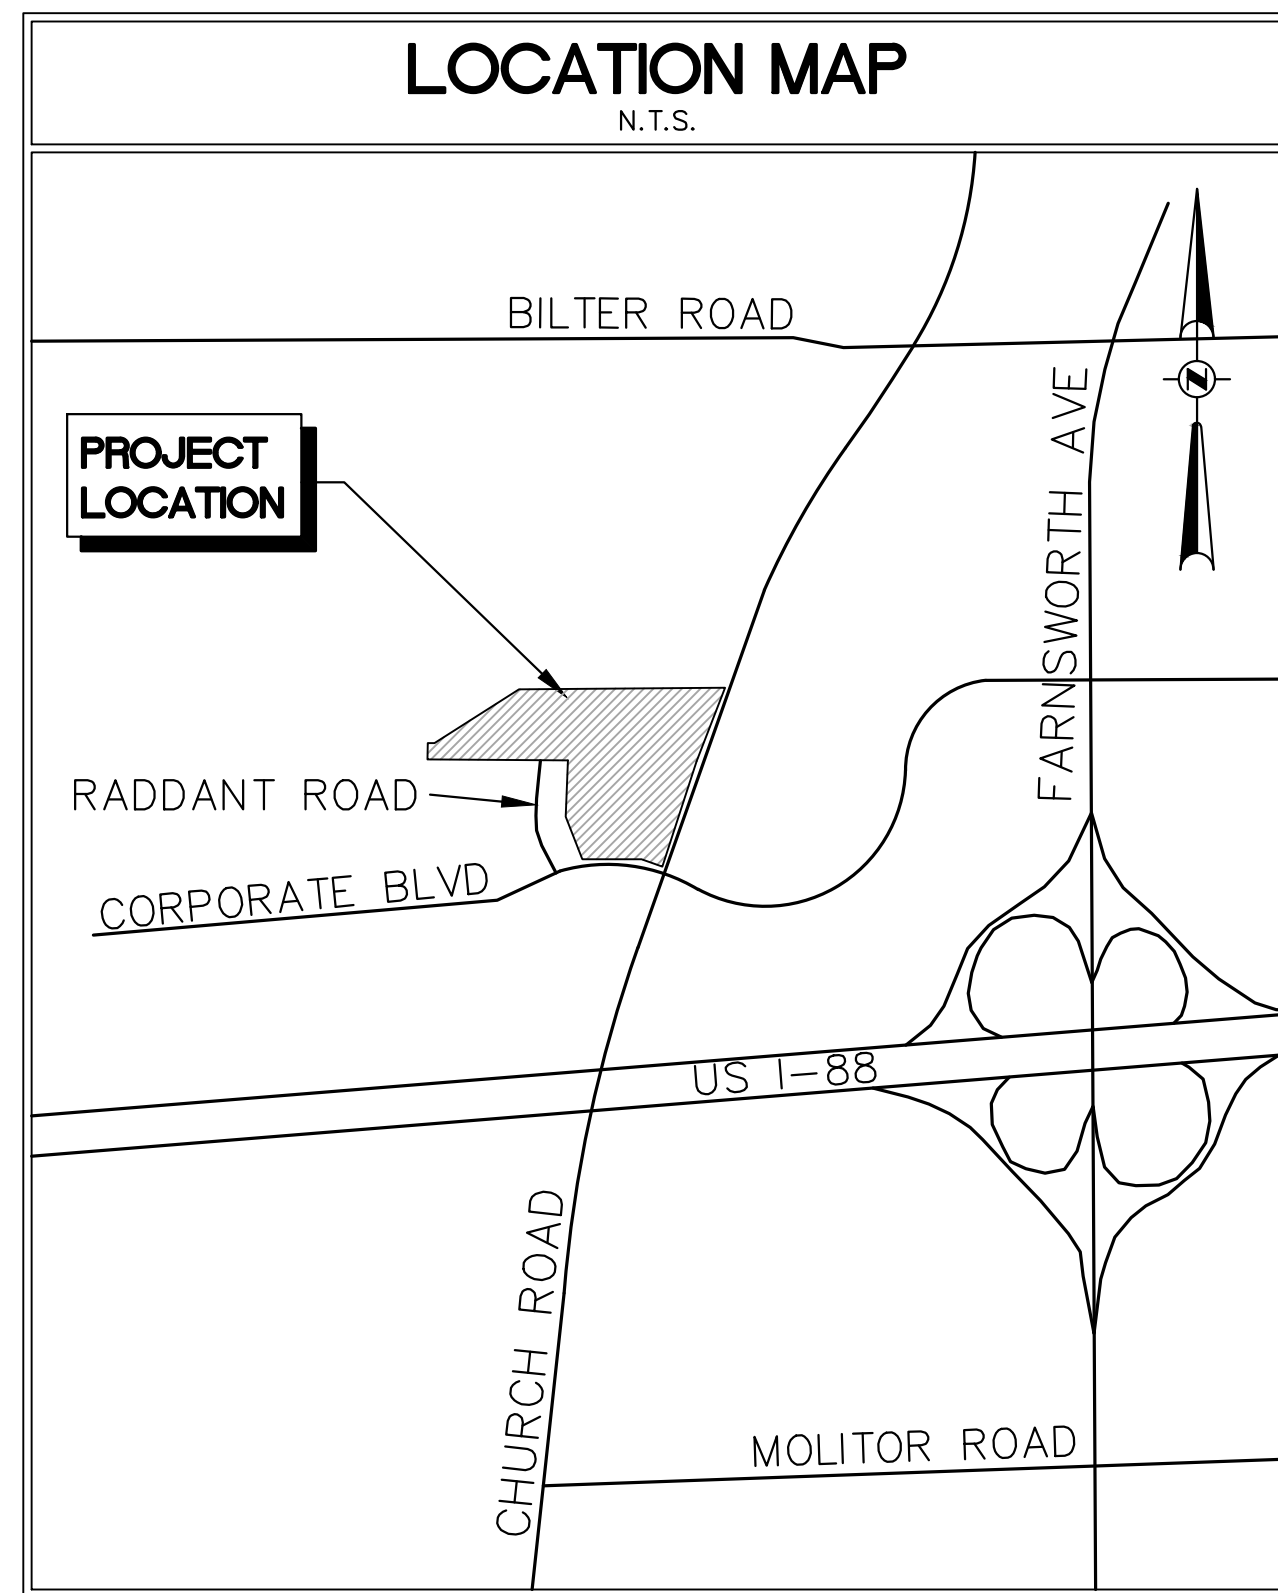 LOCATION MAP
N.T.S.
BILTER ROAD
FARNSWORTH AVE
N
PROJECT
LOCATION
RADDANT ROAD
CORPORATE BLVD
US I-88
CHURCH ROAD
MOLITOR ROAD